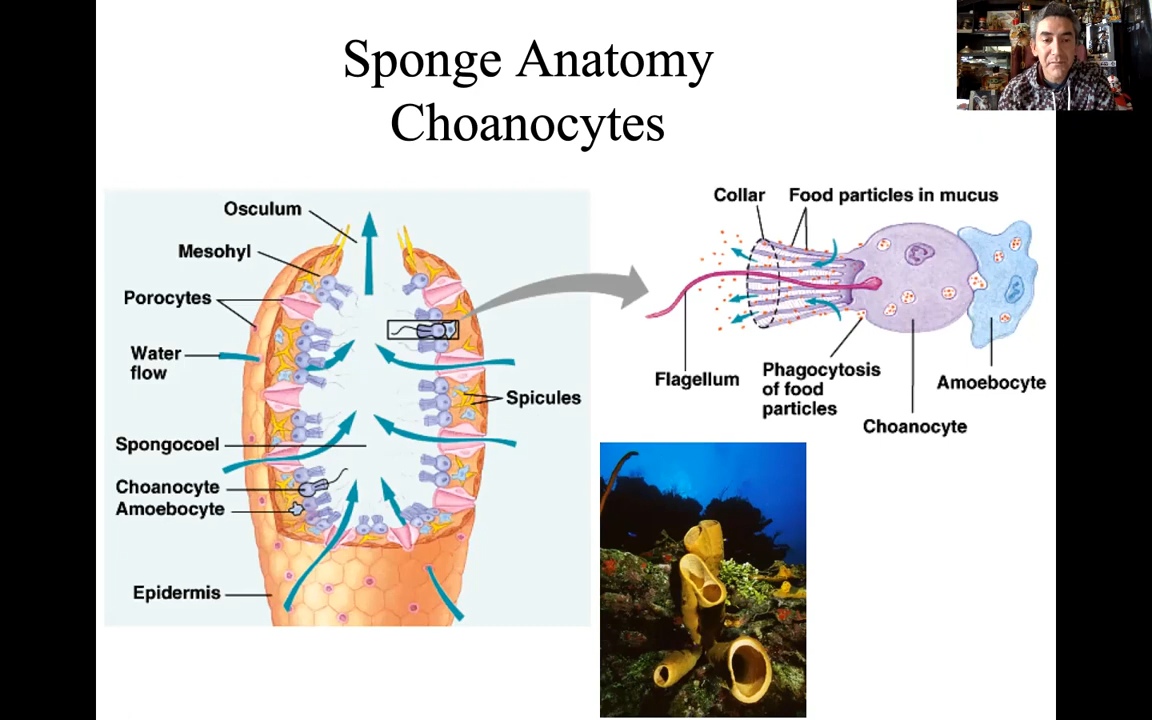 Sponge Anatomy
Choanocytes
Osculum
Mesohyl
Porocytes
Water
flow
Spongocoel
Choanocyte
Amoebocyte
Epidermis
Spicules
Collar
Food particles in mucus
Flagellum
Phagocytosis
of food
particles
Choanocyte
Amoebocyte